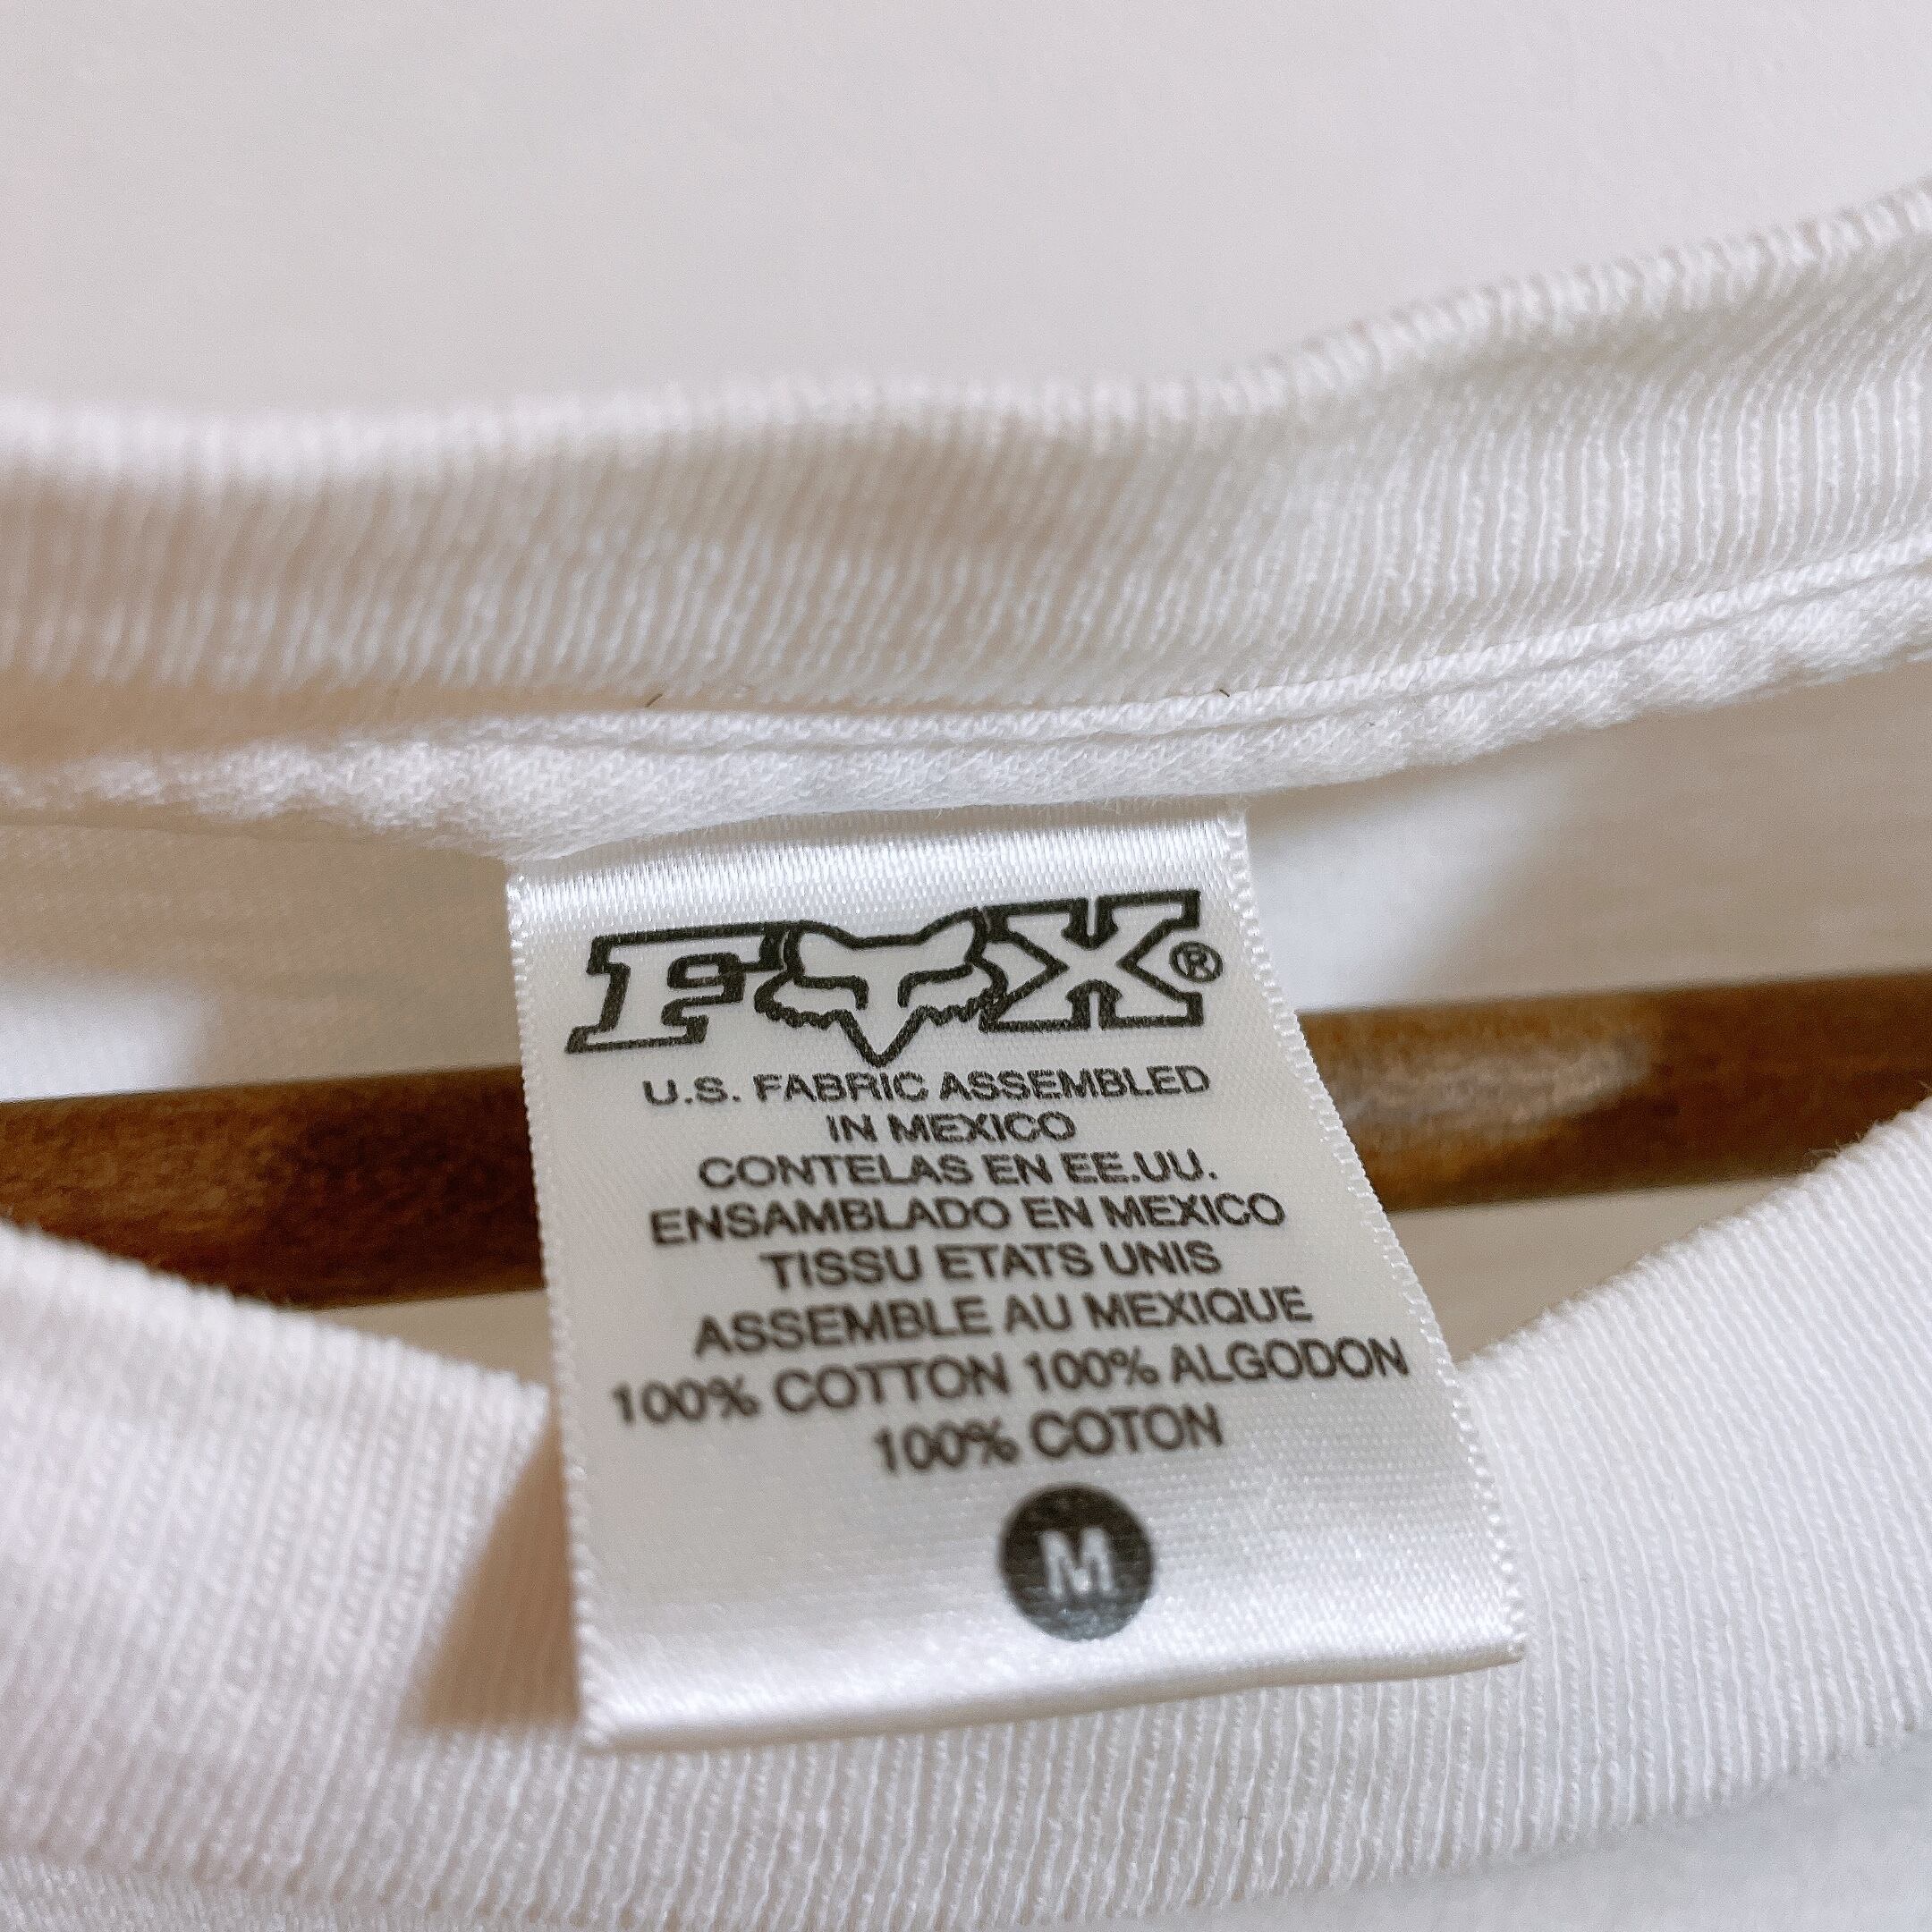 FOX®
U.S. FABRIC ASSEMBLED
IN MEXICO
CONTELAS EN EE.UU.
ENSAMBLADO EN MEXICO
TISSU ETATS UNIS
ASSEMBLE AU MEXIQUE
100% COTTON 100% ALGODON
100% COTON
M